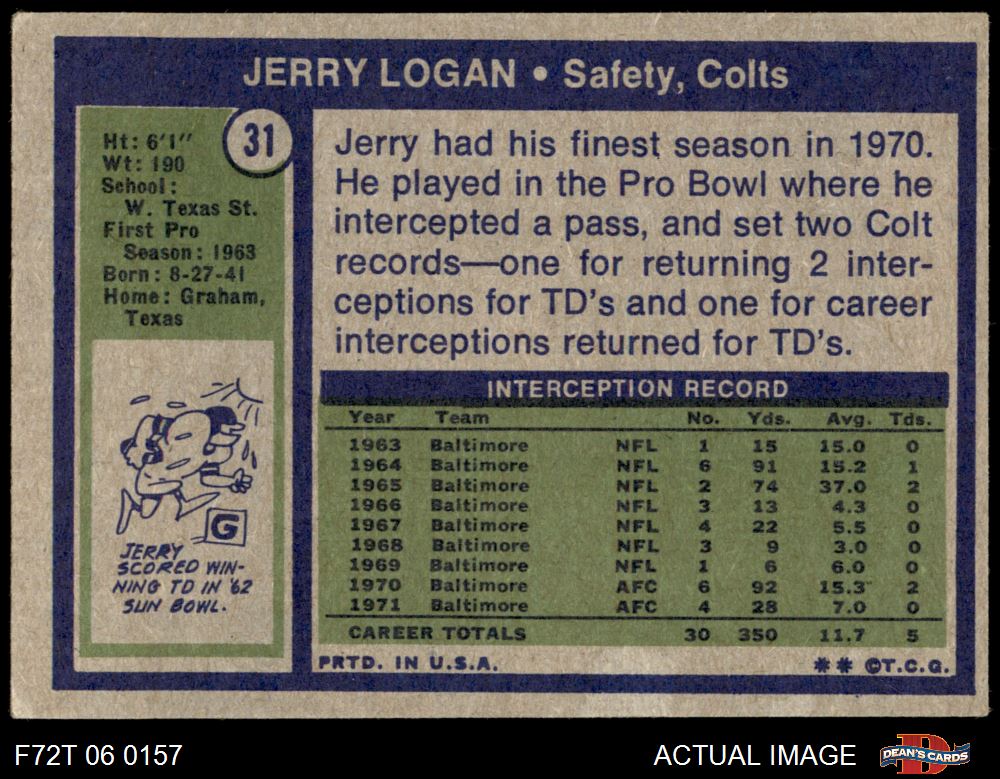 JERRY LOGAN • Safety, Colts
31
Ht: 6'1"
Wt: 190
School:
W. Texas St.
First Pro
Season: 1963
Born: 8-27-41
Home: Graham,
Texas
G
JERRY
SCORED WIN-
NING TD IN '62
SUN BOWL.
Jerry had his finest season in 1970.
He played in the Pro Bowl where he
intercepted a pass, and set two Colt
records—one for returning 2 inter-
ceptions for TD's and one for career
interceptions returned for TD's.
INTERCEPTION RECORD
Year Team No. Yds. Avg. Tds.
1963 Baltimore NFL 1 15 15.0 0
1964 Baltimore NFL 6 91 15.2 1
1965 Baltimore NFL 2 74 37.0 2
1966 Baltimore NFL 3 13 4.3 0
1967 Baltimore NFL 4 22 5.5 0
1968 Baltimore NFL 3 9 3.0 0
1969 Baltimore NFL 1 6 6.0 0
1970 Baltimore AFC 6 92 15.3 2
1971 Baltimore AFC 4 28 7.0 0
CAREER TOTALS 30 350 11.7 5
PRTD. IN U.S.A. ** ©T.C.G.
F72T 06 0157 ACTUAL IMAGE D DEAN'S CARDS